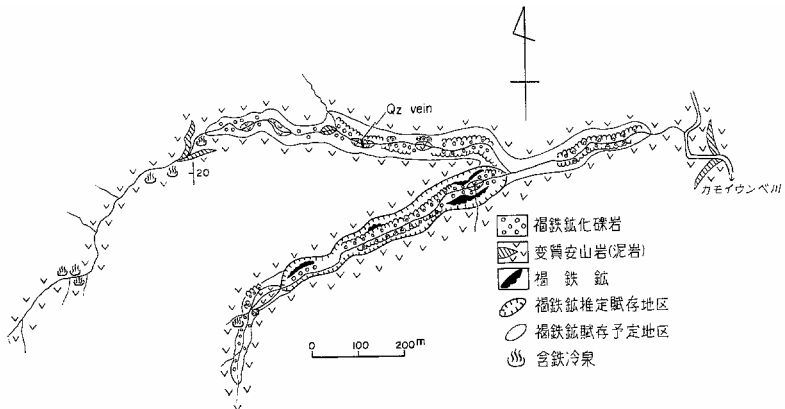 Qz vein
20
カモイウンベ川
褐鉄鉱化礫岩
変質安山岩(泥岩)
褐鉄鉱
褐鉄鉱推定賦存地区
褐鉄鉱賦存予定地区
含鉄冷泉
0 100 200m